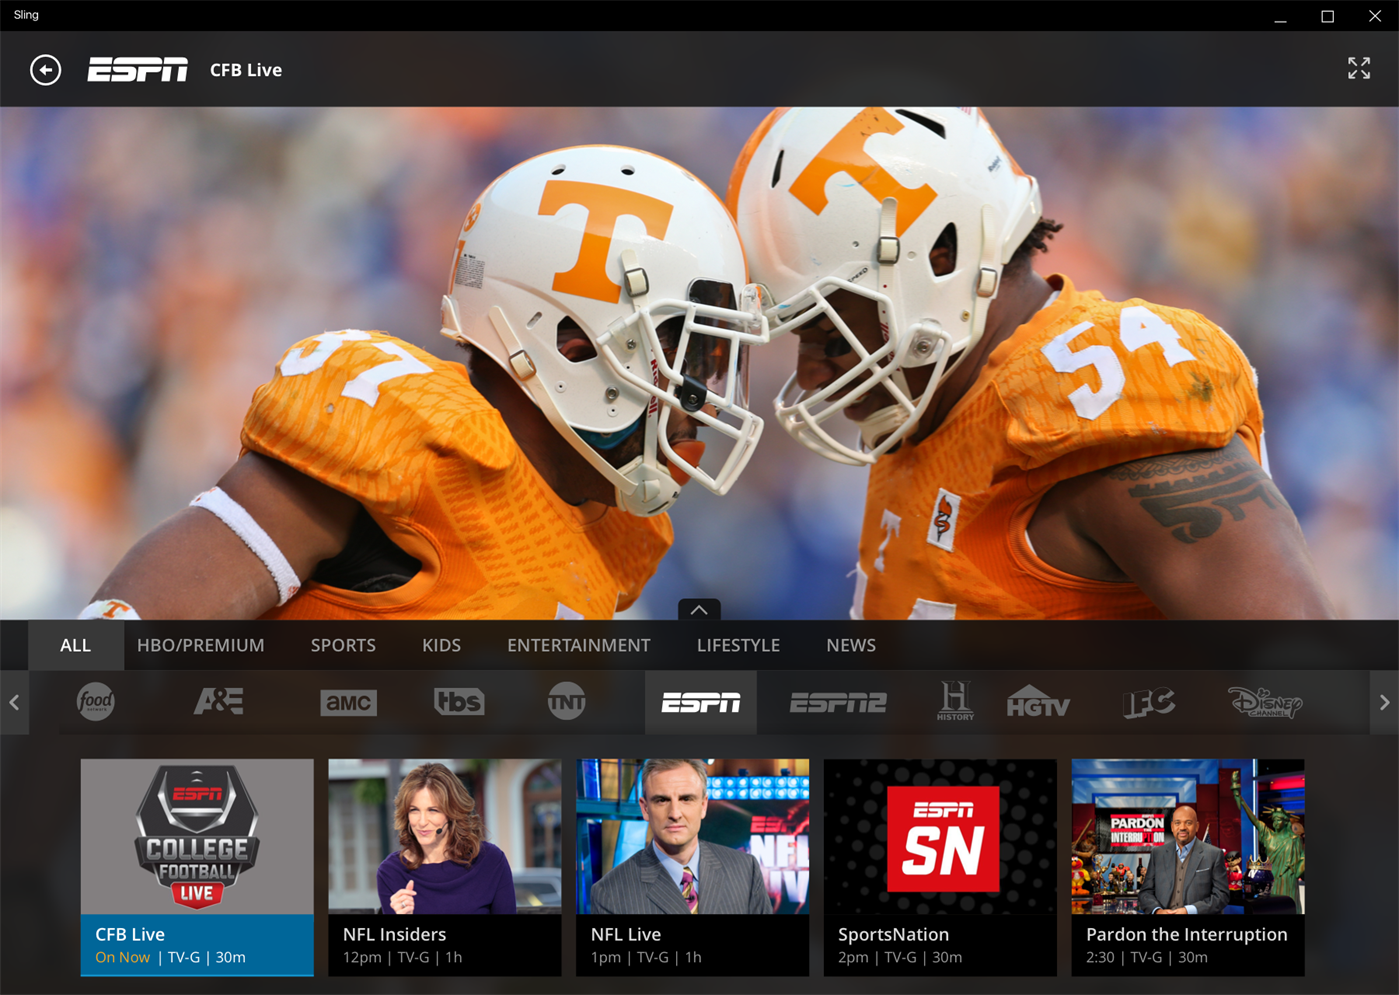 Sling
ESPN CFB Live
T
T
37
54
T
ALL HBO/PREMIUM SPORTS KIDS ENTERTAINMENT LIFESTYLE NEWS
food network A&E amc tbs TNT ESPN ESPN2 H HISTORY HGTV IFC DISNEY CHANNEL
ESPN
COLLEGE
FOOTBALL
LIVE
ESPN
SN
PARDON
THE
INTERRUPTION
CFB Live
On Now | TV-G | 30m
NFL Insiders
12pm | TV-G | 1h
NFL Live
1pm | TV-G | 1h
SportsNation
2pm | TV-G | 30m
Pardon the Interruption
2:30 | TV-G | 30m